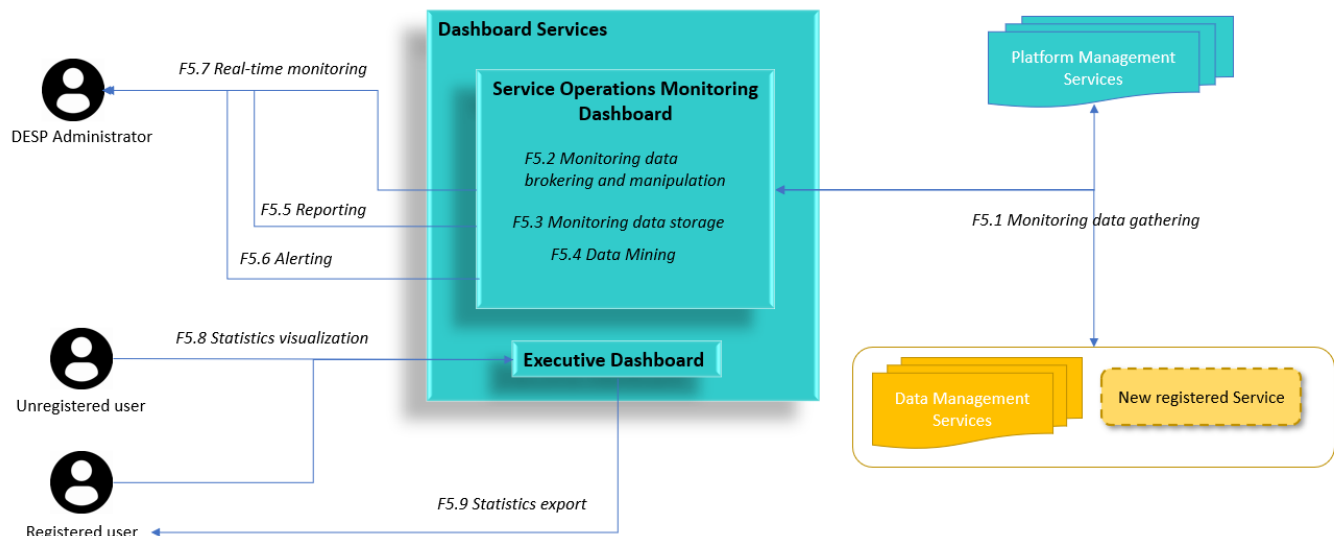 Dashboard Services
F5.7 Real-time monitoring
DESP Administrator
Service Operations Monitoring
Dashboard
F5.2 Monitoring data
brokering and manipulation
F5.3 Monitoring data storage
F5.4 Data Mining
F5.5 Reporting
F5.6 Alerting
Platform Management
Services
F5.1 Monitoring data gathering
F5.8 Statistics visualization
Executive Dashboard
Unregistered user
Data Management
Services
New registered Service
F5.9 Statistics export
Registered user